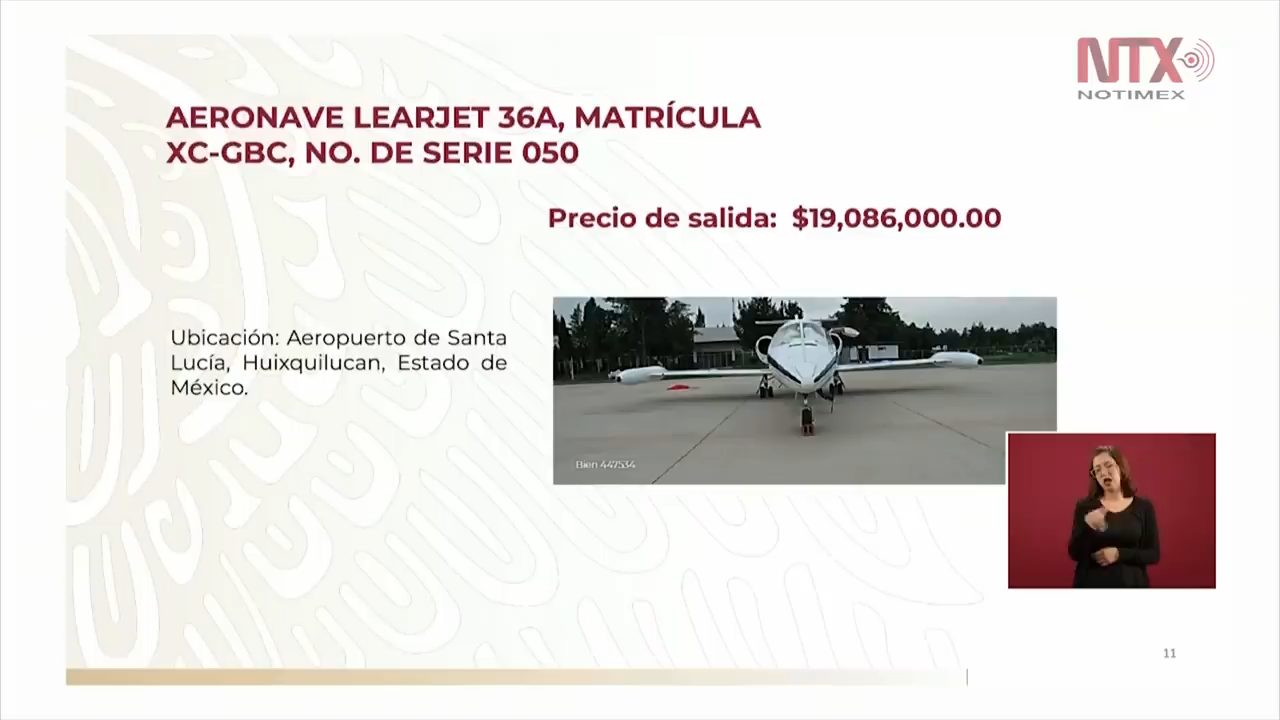 NTX
NOTIMEX
AERONAVE LEARJET 36A, MATRÍCULA
XC-GBC, NO. DE SERIE 050
Precio de salida: $19,086,000.00
Ubicación: Aeropuerto de Santa
Lucía, Huixquilucan, Estado de
México.
Bien 447534
11